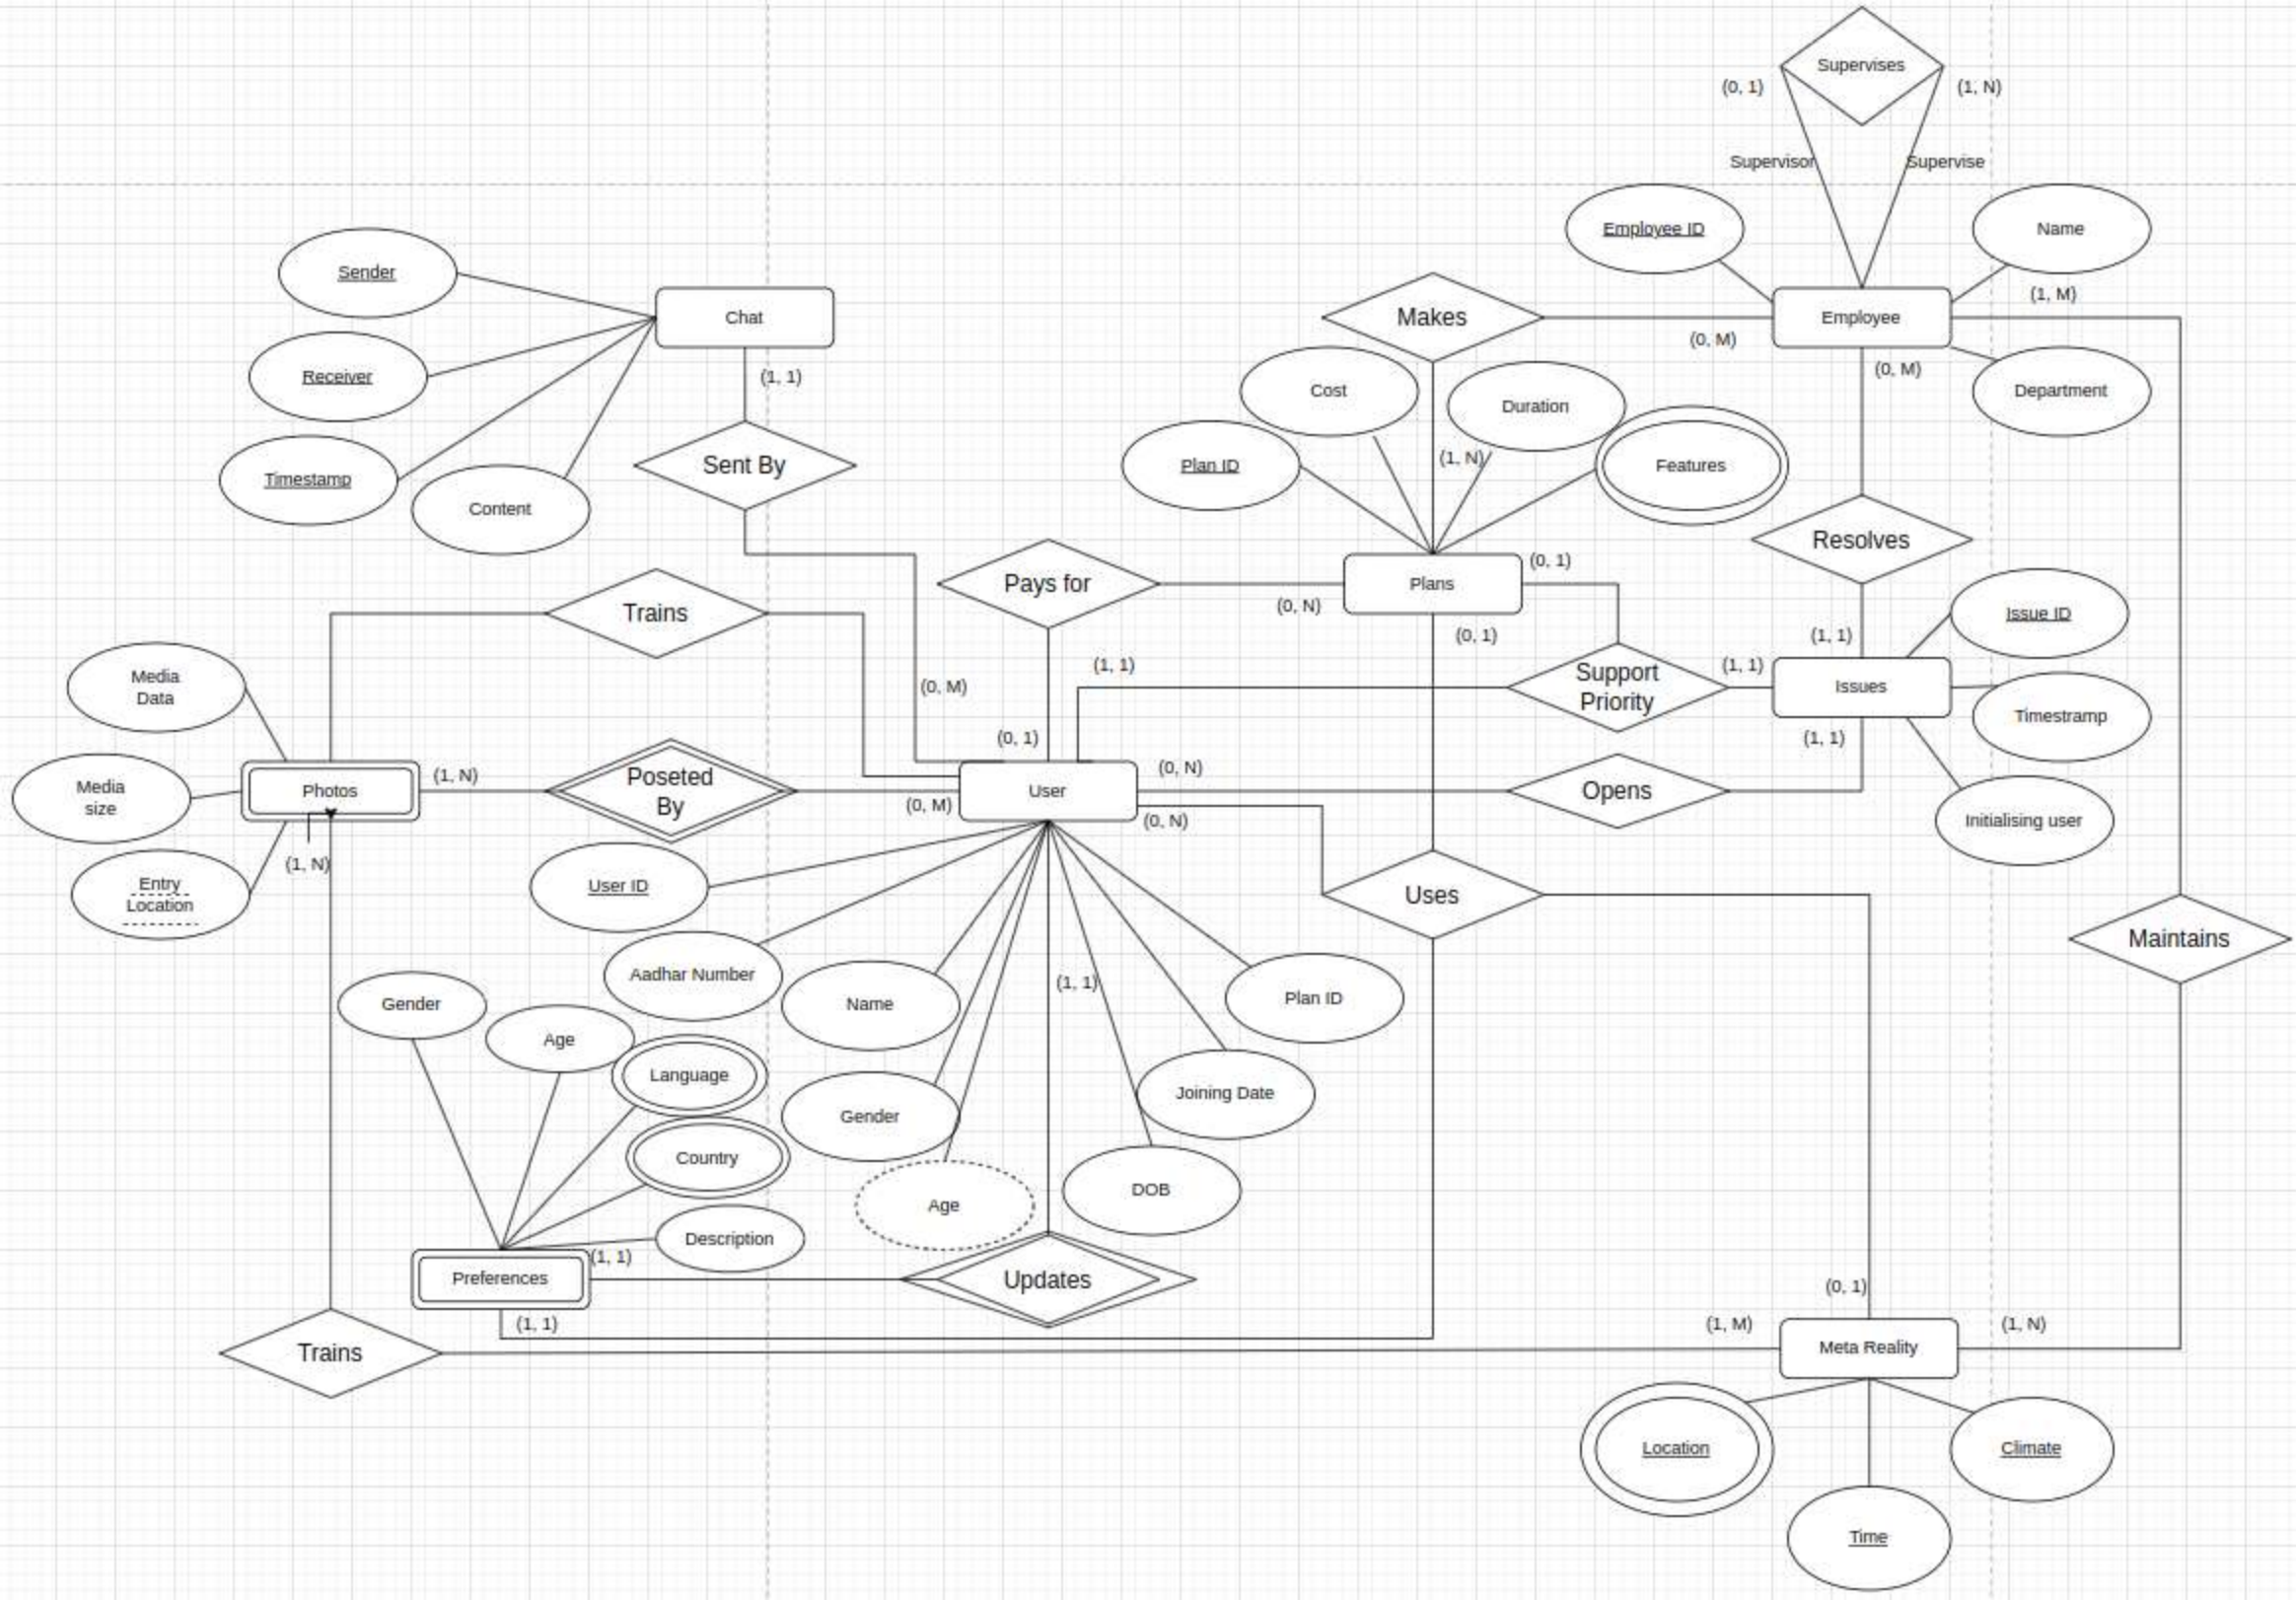 Supervises
(0, 1)
(1, N)
Supervisor
Supervise
Employee ID
Name
Sender
Chat
Makes
Employee
(1, M)
(0, M)
(0, M)
Receiver
(1, 1)
Cost
Duration
Department
Timestamp
Content
Sent By
Plan ID
(1, N)
Features
Resolves
Trains
Pays for
Plans
(0, 1)
(0, N)
(0, 1)
Issue ID
(1, 1)
Media
Data
(0, M)
(1, 1)
Support
Priority
(1, 1)
Issues
Timestramp
(0, 1)
(1, 1)
Media
size
Photos
(1, N)
Poseted
By
(0, M)
User
(0, N)
(0, N)
Opens
Initialising user
(1, N)
Entry
Location
User ID
Uses
Maintains
Aadhar Number
Name
(1, 1)
Plan ID
Gender
Age
Language
Gender
Joining Date
Country
Age
DOB
Description
Preferences
(1, 1)
Updates
(1, 1)
(0, 1)
(1, M)
(1, N)
Trains
Meta Reality
Location
Climate
Time